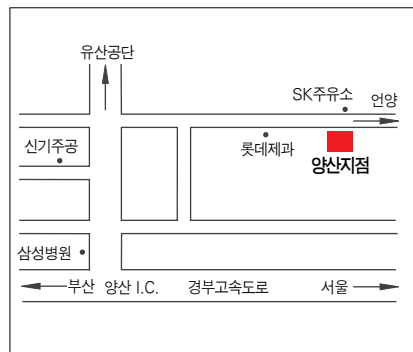 유산공단
SK주유소
언양
신기주공
롯데제과
양산지점
삼성병원
부산 양산 I.C. 경부고속도로 서울